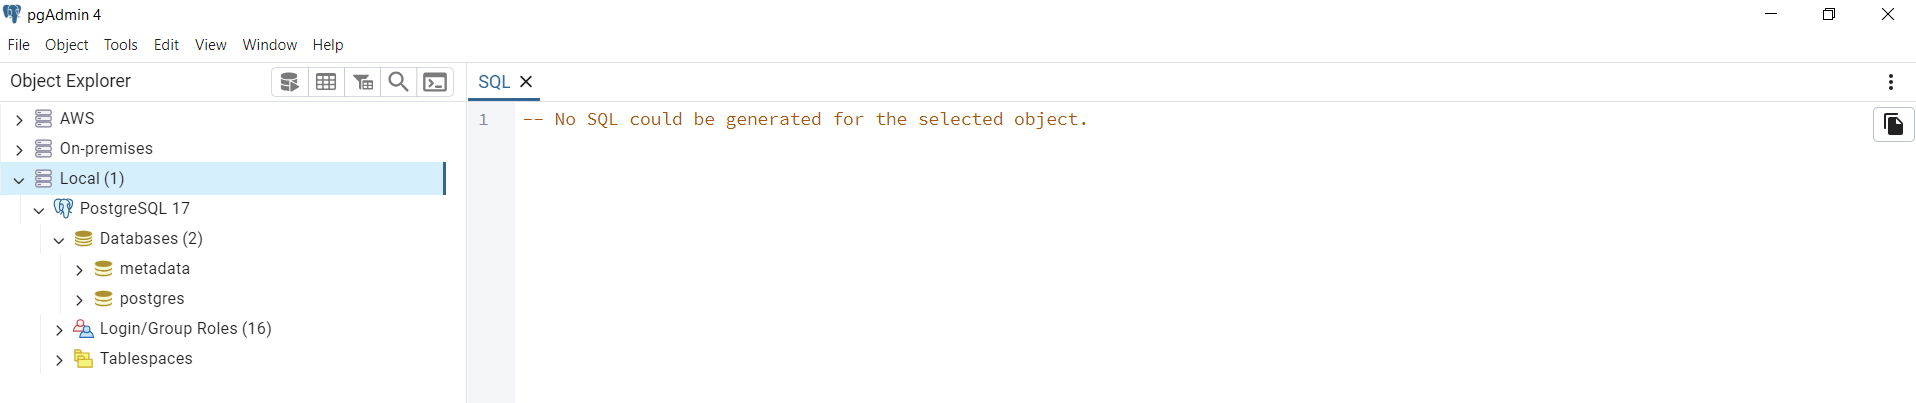 pgAdmin 4
File Object Tools Edit View Window Help
Object Explorer
SQL
AWS
On-premises
Local (1)
PostgreSQL 17
Databases (2)
metadata
postgres
Login/Group Roles (16)
Tablespaces
1 -- No SQL could be generated for the selected object.